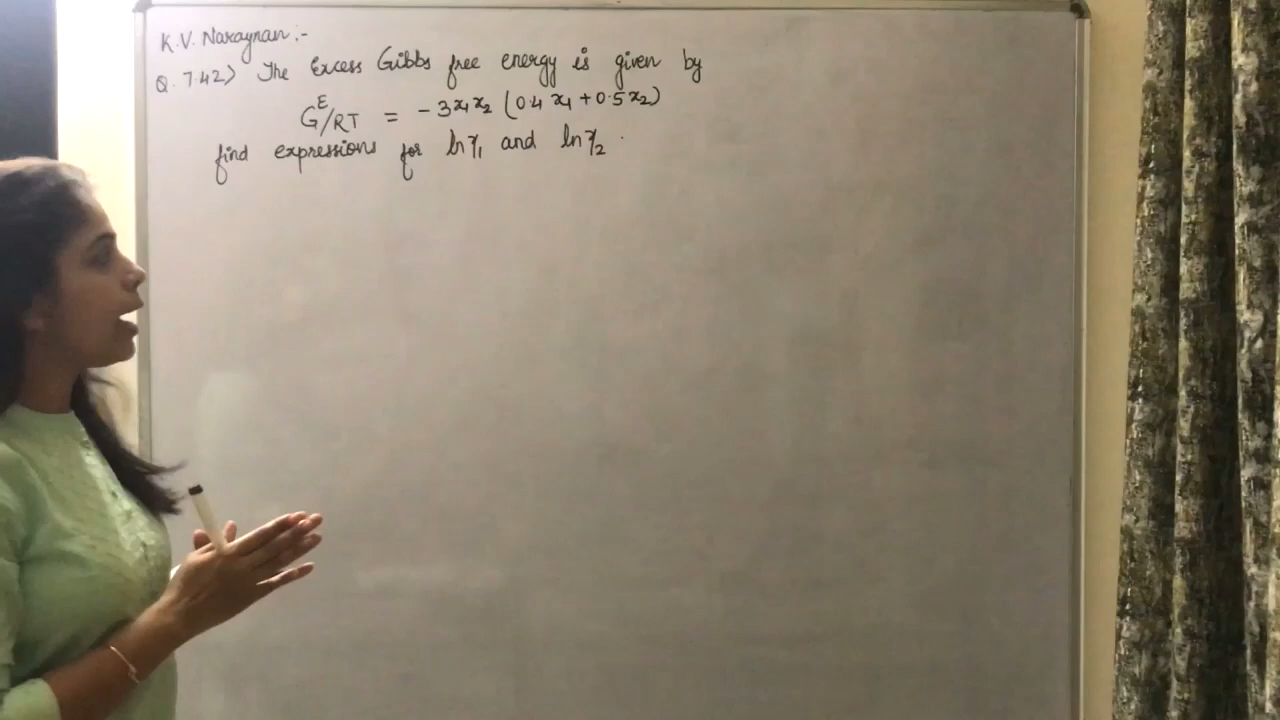 K.V. Naraynan :-
Q. 7.42) The Excess Gibbs free energy is given by
G^E/RT = - 3x₁x₂ (0.4 x₁ + 0.5 x₂)
find expressions for ln γ₁ and ln γ₂ .